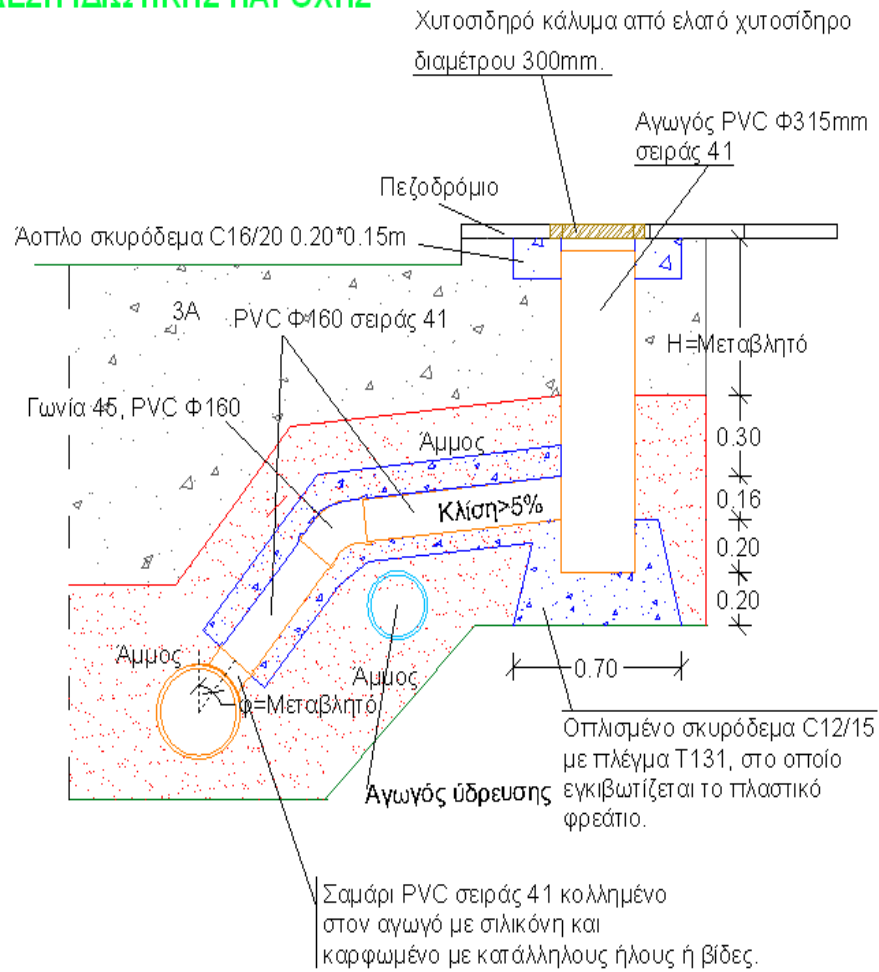 ΙΔΙΩΤΙΚΗΣ ΠΑΡΟΧΗΣ
Χυτοσιδηρό κάλυμα από ελατό χυτοσίδηρο
διαμέτρου 300mm.
Αγωγός PVC Φ315mm
σειράς 41
Πεζοδρόμιο
Άοπλο σκυρόδεμα C16/20 0.20*0.15m
3Α
PVC Φ160 σειράς 41
Η=Μεταβλητό
Γωνία 45, PVC Φ160
Άμμος
0.30
Κλίση>5%
0.16
0.20
0.20
Άμμος
Άμμος
0.70
φ=Μεταβλητό
Οπλισμένο σκυρόδεμα C12/15
με πλέγμα Τ131, στο οποίο
εγκιβωτίζεται το πλαστικό
φρεάτιο.
Αγωγός ύδρευσης
Σαμάρι PVC σειράς 41 κολλημένο
στον αγωγό με σιλικόνη και
καρφωμένο με κατάλληλους ήλους ή βίδες.